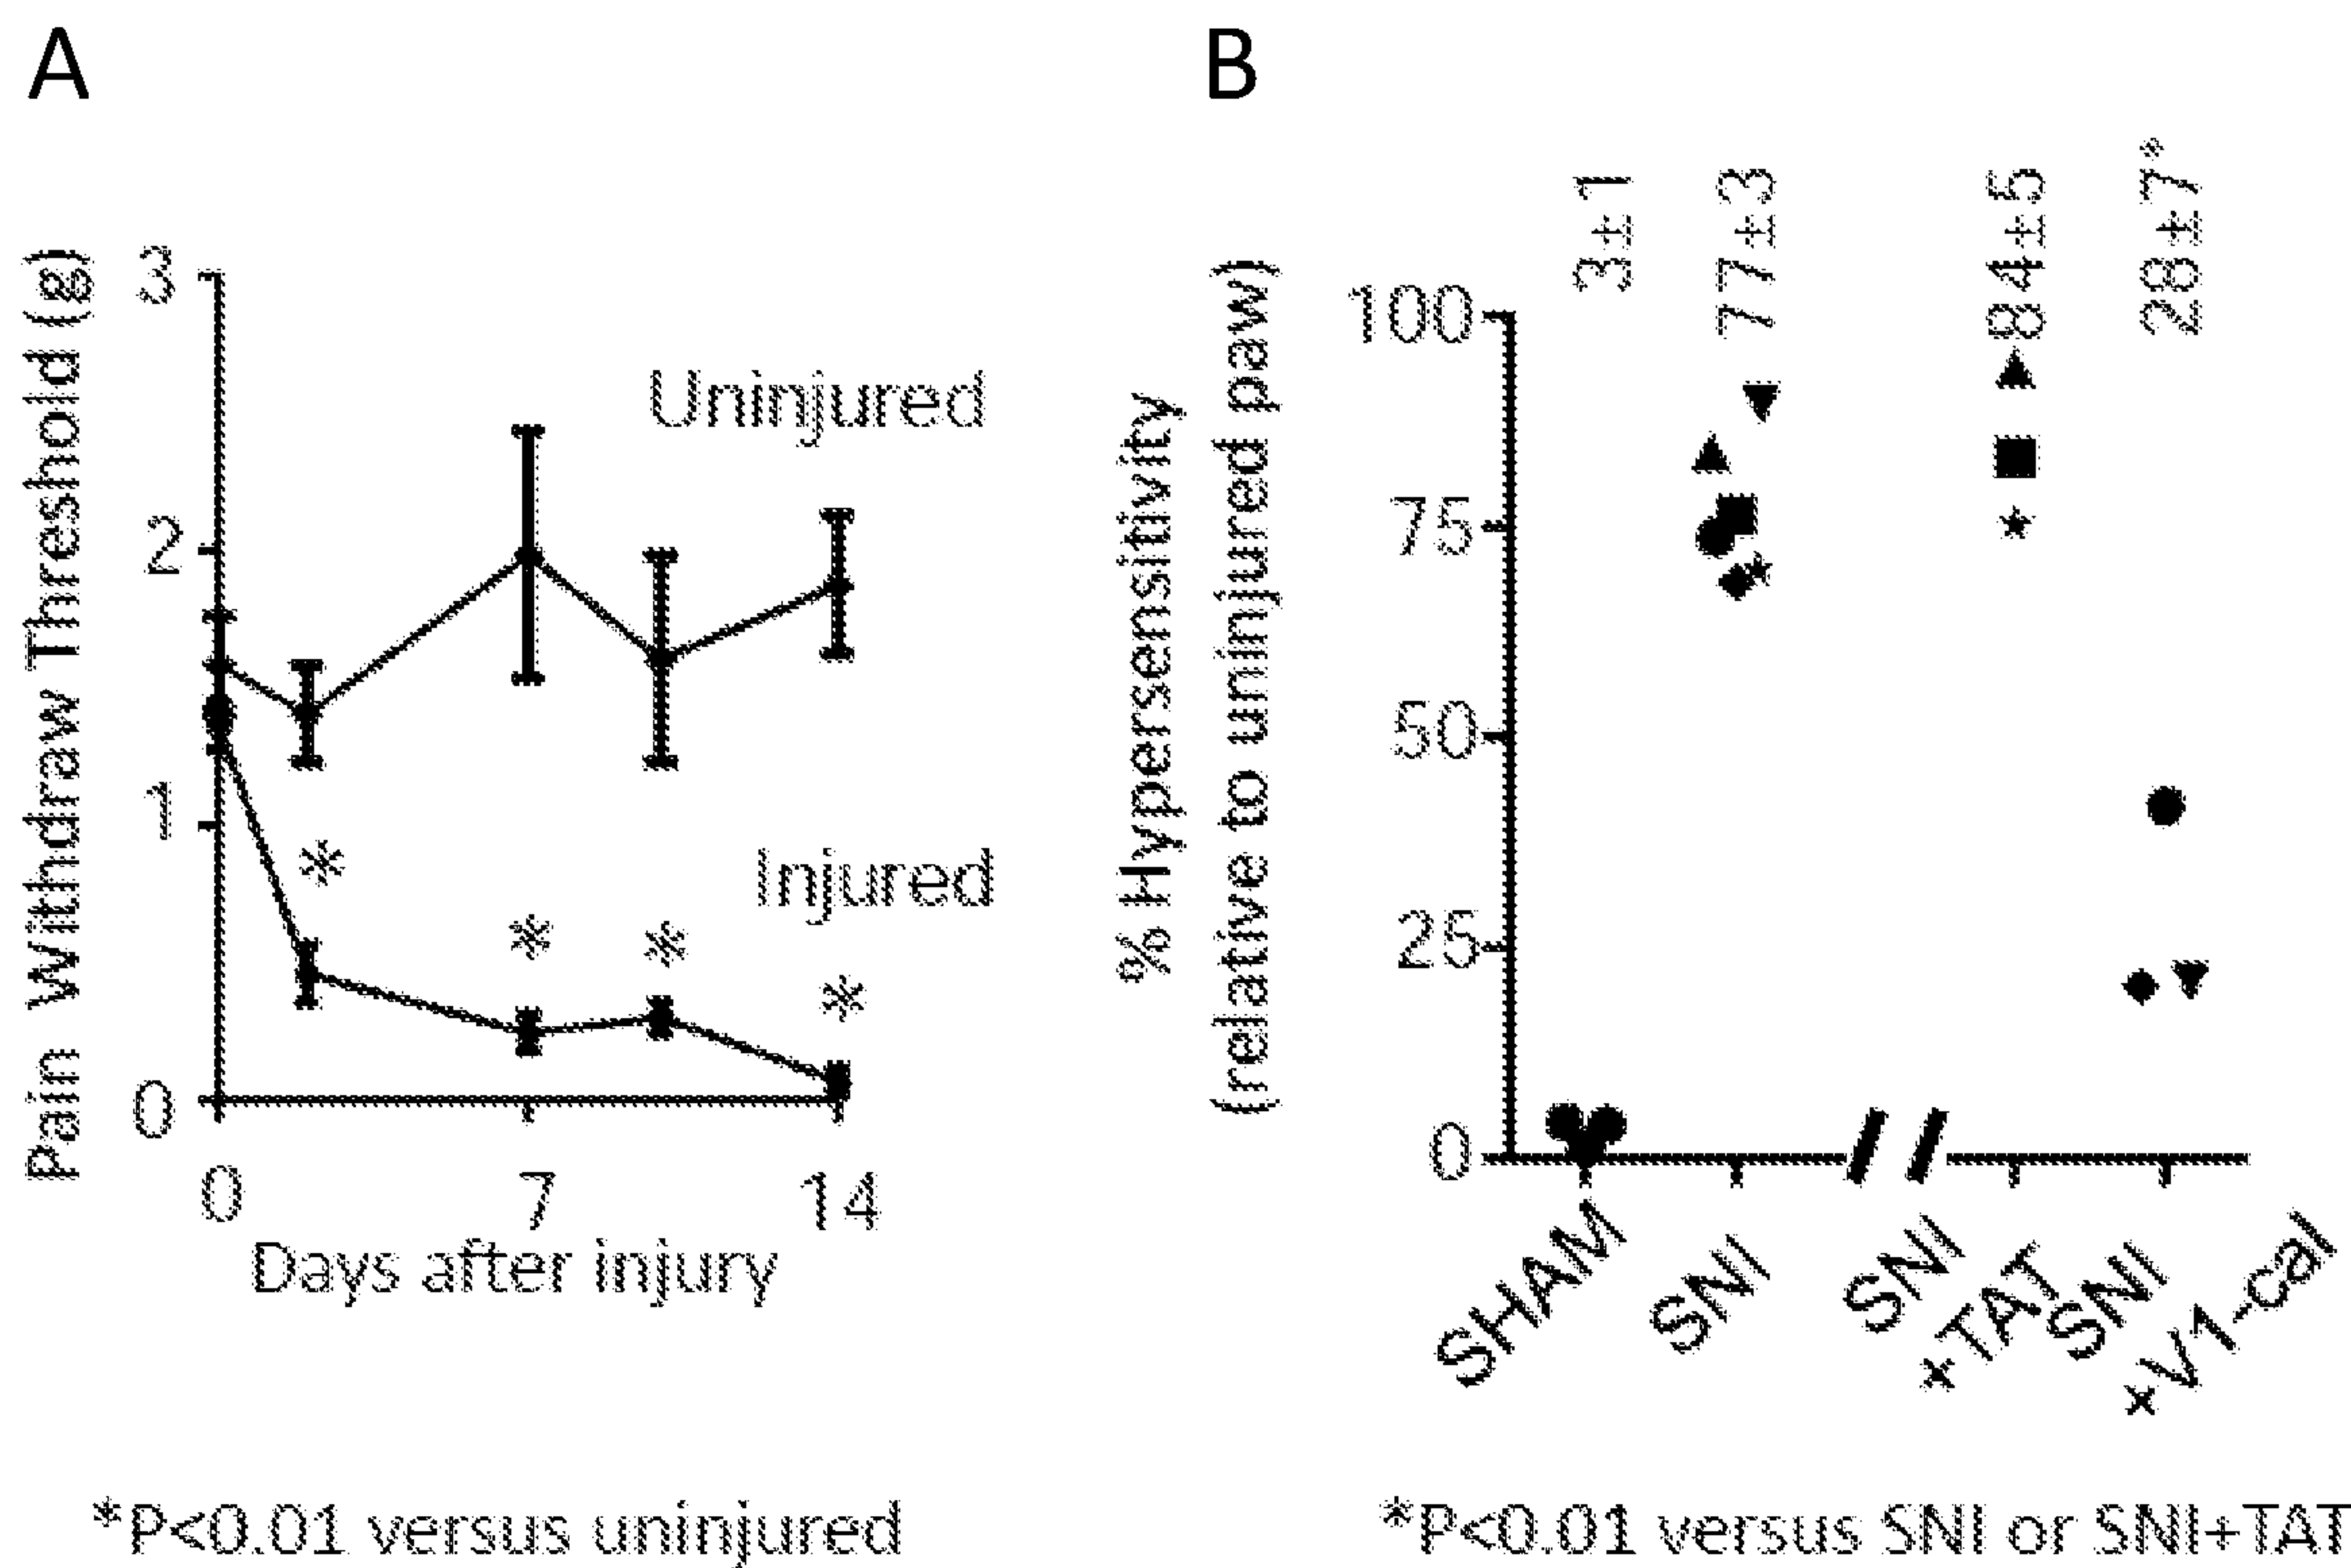 A
Pain Withdraw Threshold (g)
3
2
1
0
Uninjured
Injured
*
*
*
*
0 7 14
Days after injury
*P<0.01 versus uninjured
B
% Hypersensitivity
(relative to uninjured paw)
3±1
77±3
84±5
28±7*
100
75
50
25
0
SHAM
SNI
SNI
+TAT
SNI
+V1-cal
*P<0.01 versus SNI or SNI+TAT